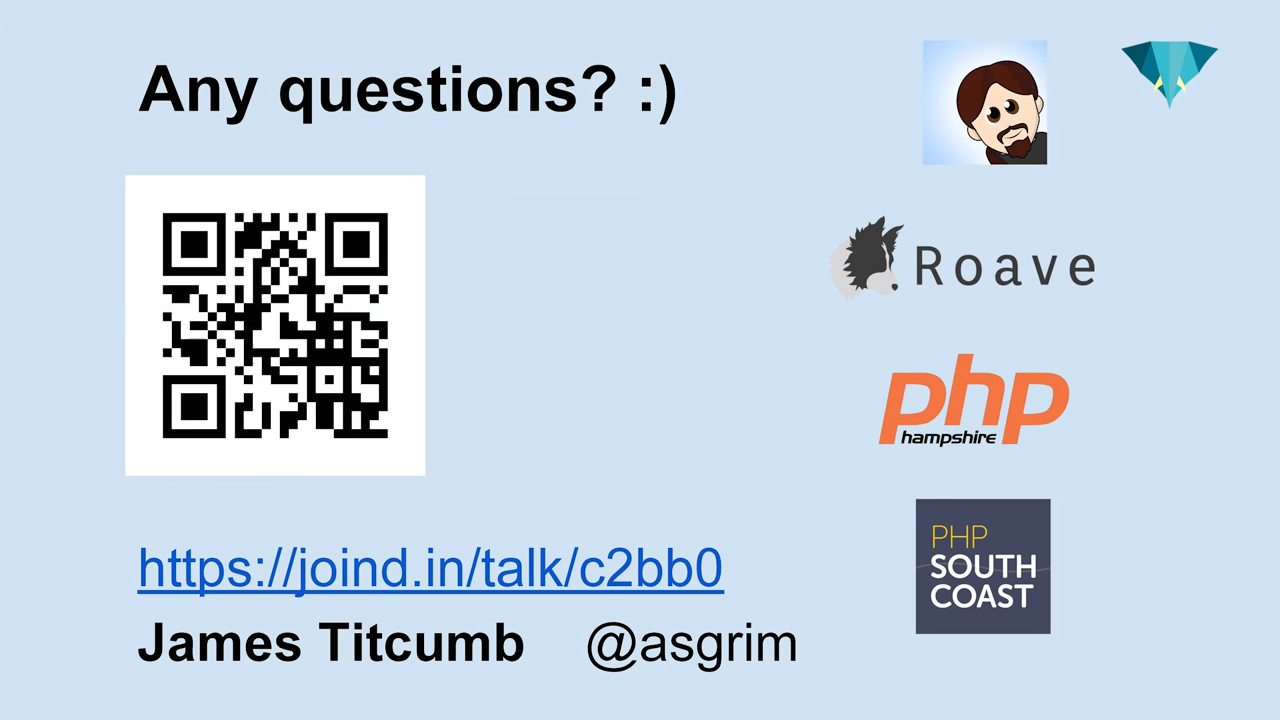 Any questions? :)
Roave
php
hampshire
PHP
SOUTH
COAST
https://joind.in/talk/c2bb0
James Titcumb @asgrim